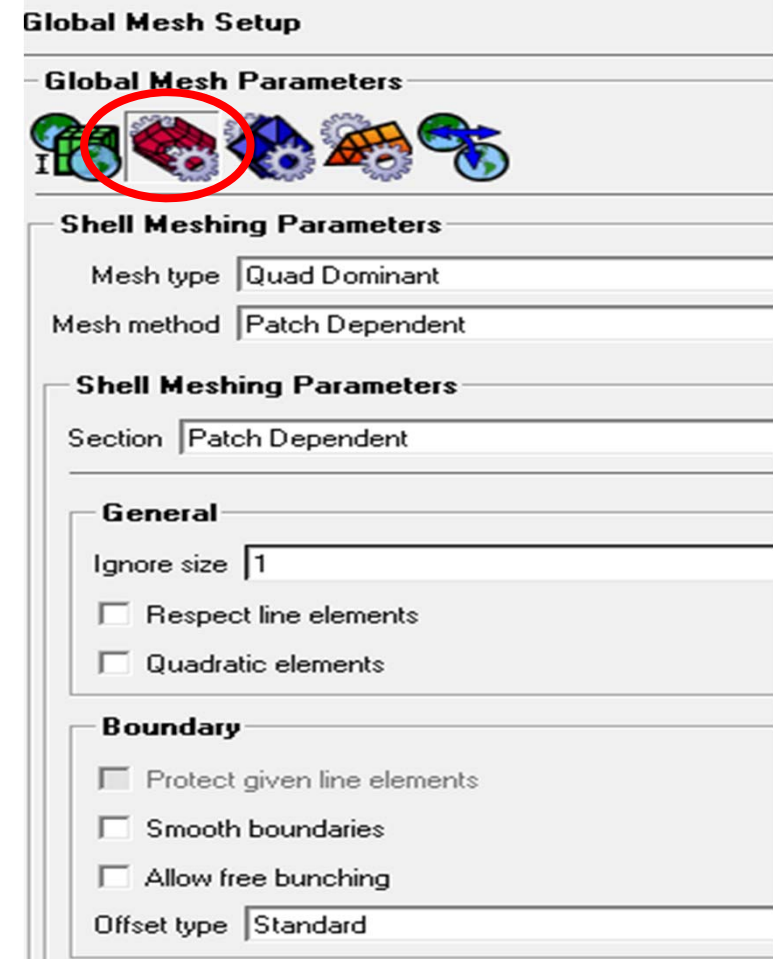 Global Mesh Setup
Global Mesh Parameters
I
Shell Meshing Parameters
Mesh type Quad Dominant
Mesh method Patch Dependent
Shell Meshing Parameters
Section Patch Dependent
General
Ignore size 1
Respect line elements
Quadratic elements
Boundary
Protect given line elements
Smooth boundaries
Allow free bunching
Offset type Standard